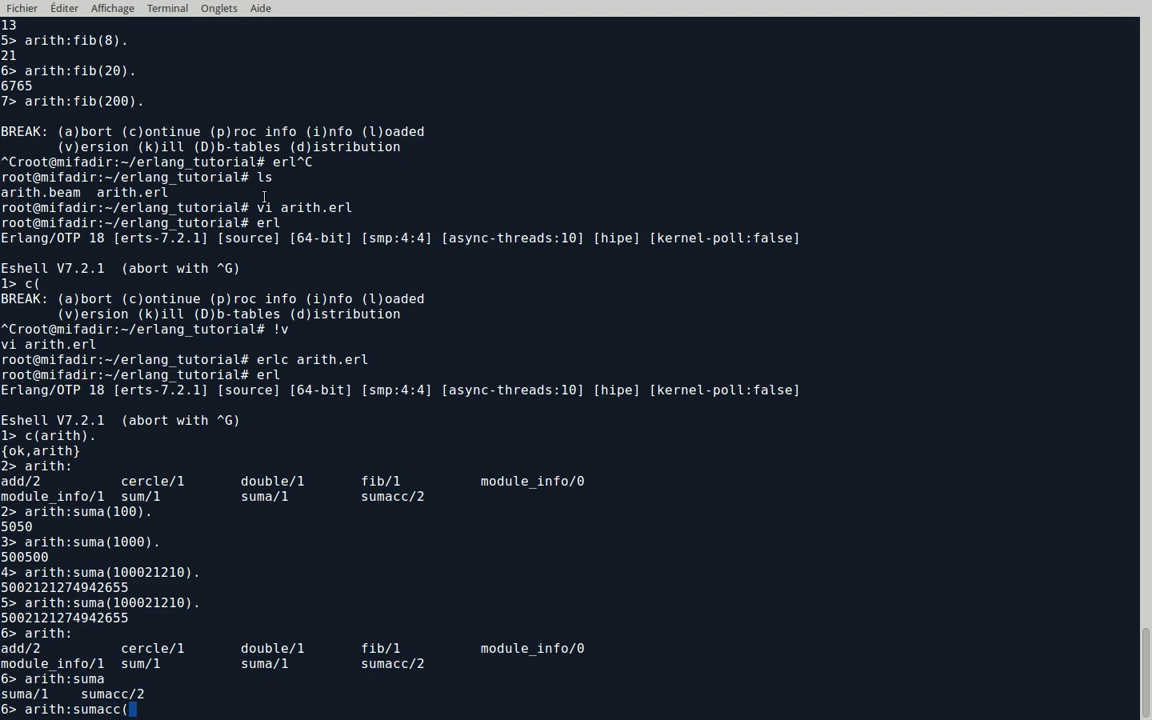 Fichier Éditer Affichage Terminal Onglets Aide
13
5> arith:fib(8).
21
6> arith:fib(20).
6765
7> arith:fib(200).
BREAK: (a)bort (c)ontinue (p)roc info (i)nfo (l)oaded
(v)ersion (k)ill (D)b-tables (d)istribution
^Croot@mifadir:~/erlang_tutorial# erl^C
root@mifadir:~/erlang_tutorial# ls
arith.beam  arith.erl
root@mifadir:~/erlang_tutorial# vi arith.erl
root@mifadir:~/erlang_tutorial# erl
Erlang/OTP 18 [erts-7.2.1] [source] [64-bit] [smp:4:4] [async-threads:10] [hipe] [kernel-poll:false]
Eshell V7.2.1  (abort with ^G)
1> c(
BREAK: (a)bort (c)ontinue (p)roc info (i)nfo (l)oaded
(v)ersion (k)ill (D)b-tables (d)istribution
^Croot@mifadir:~/erlang_tutorial# !v
vi arith.erl
root@mifadir:~/erlang_tutorial# erlc arith.erl
root@mifadir:~/erlang_tutorial# erl
Erlang/OTP 18 [erts-7.2.1] [source] [64-bit] [smp:4:4] [async-threads:10] [hipe] [kernel-poll:false]
Eshell V7.2.1  (abort with ^G)
1> c(arith).
{ok,arith}
2> arith:
add/2          cercle/1       double/1       fib/1          module_info/0
module_info/1  sum/1          suma/1         sumacc/2
2> arith:suma(100).
5050
3> arith:suma(1000).
500500
4> arith:suma(100021210).
5002121274942655
5> arith:suma(100021210).
5002121274942655
6> arith:
add/2          cercle/1       double/1       fib/1          module_info/0
module_info/1  sum/1          suma/1         sumacc/2
6> arith:suma
suma/1    sumacc/2
6> arith:sumacc(